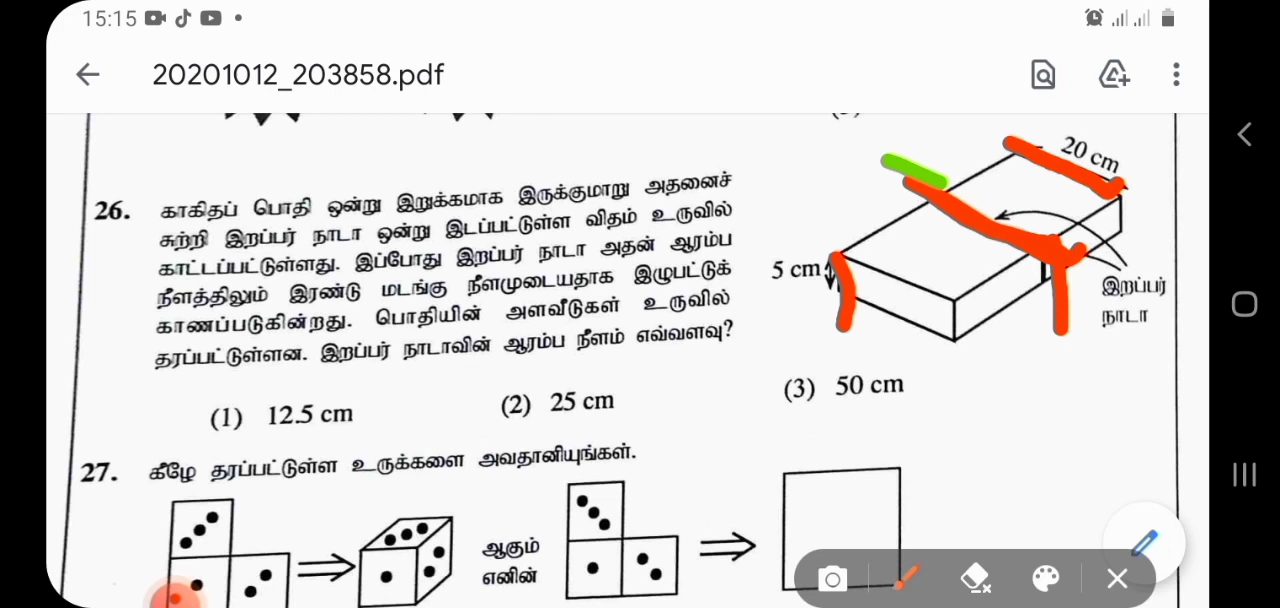 15:15
20201012_203858.pdf
20 cm
26. காகிதப் பொதி ஒன்று இறுக்கமாக இருக்குமாறு அதனைச்
சுற்றி இறப்பர் நாடா ஒன்று இடப்பட்டுள்ள விதம் உருவில்
காட்டப்பட்டுள்ளது. இப்போது இறப்பர் நாடா அதன் ஆரம்ப
5 cm
நீளத்திலும் இரண்டு மடங்கு நீளமுடையதாக இழுபட்டுக்
இறப்பர்
காணப்படுகின்றது. பொதியின் அளவீடுகள் உருவில்
நாடா
தரப்பட்டுள்ளன. இறப்பர் நாடாவின் ஆரம்ப நீளம் எவ்வளவு?
(1) 12.5 cm (2) 25 cm (3) 50 cm
27. கீழே தரப்பட்டுள்ள உருக்களை அவதானியுங்கள்.
ஆகும்
எனின்